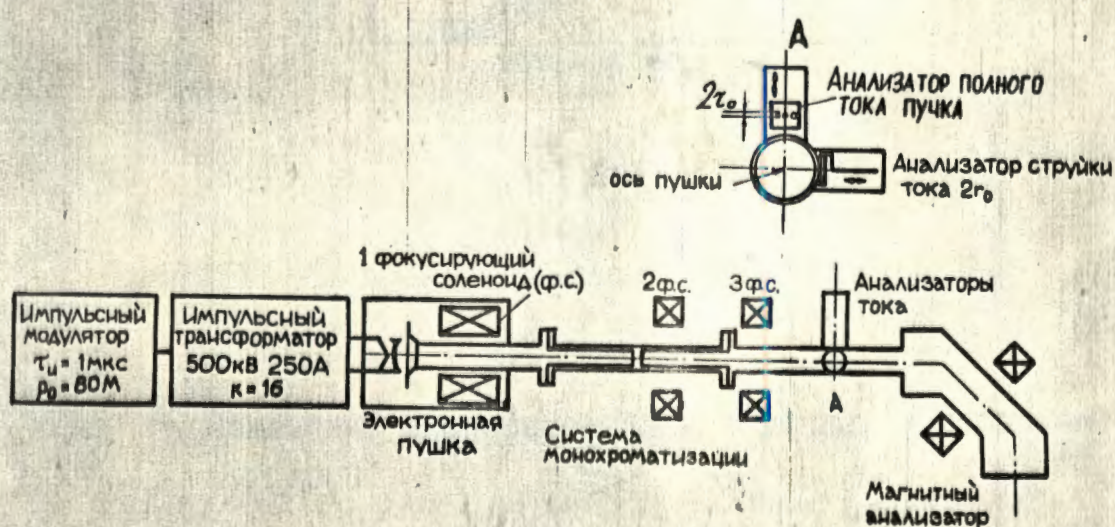 А
2r₀
Анализатор полного
тока пучка
ось пушки
Анализатор струйки
тока 2r₀
1 фокусирующий
соленоид (ф.с)
2ф.с.
3ф.с.
Анализаторы
тока
Импульсный
модулятор
τи = 1мкс
ρ₀ = 80М
Импульсный
трансформатор
500кВ 250А
к = 16
Электронная
пушка
Система
монохроматизации
А
Магнитный
анализатор